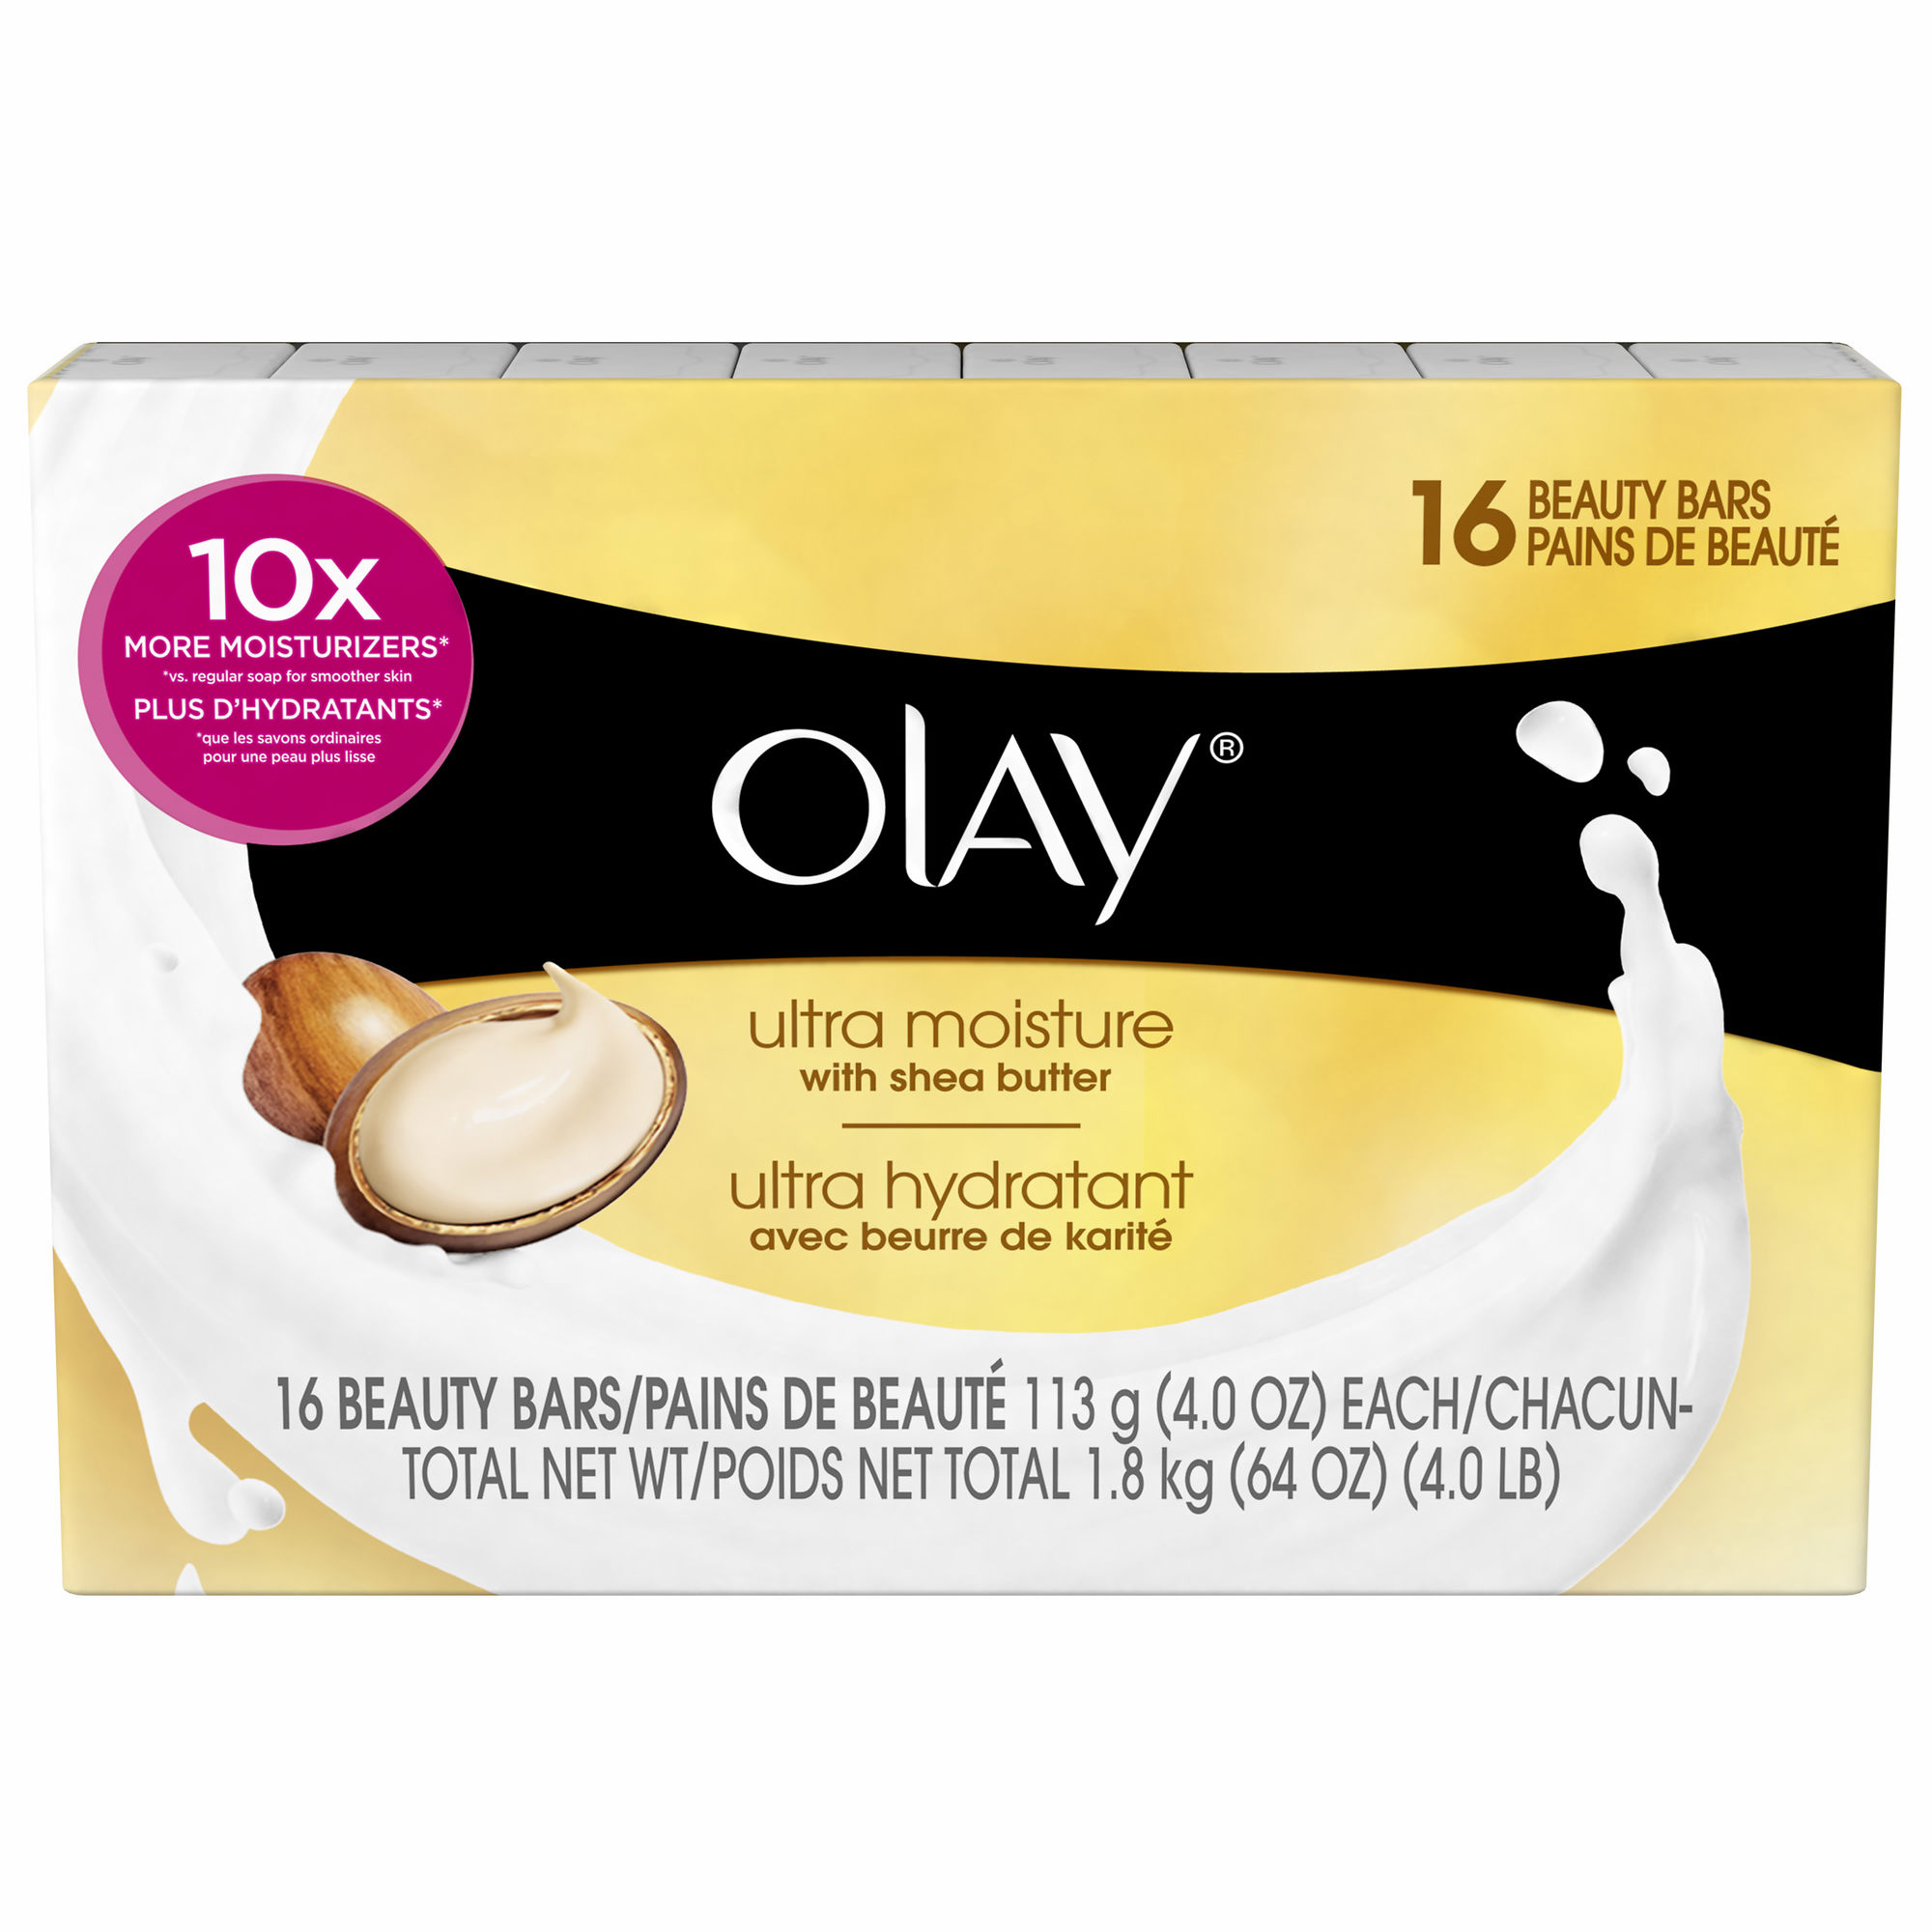 16 BEAUTY BARS
PAINS DE BEAUTÉ
10x
MORE MOISTURIZERS*
*vs. regular soap for smoother skin
PLUS D'HYDRATANTS*
*que les savons ordinaires
pour une peau plus lisse
OLAY®
ultra moisture
with shea butter
ultra hydratant
avec beurre de karité
16 BEAUTY BARS/PAINS DE BEAUTÉ 113 g (4.0 OZ) EACH/CHACUN-
TOTAL NET WT/POIDS NET TOTAL 1.8 kg (64 OZ) (4.0 LB)